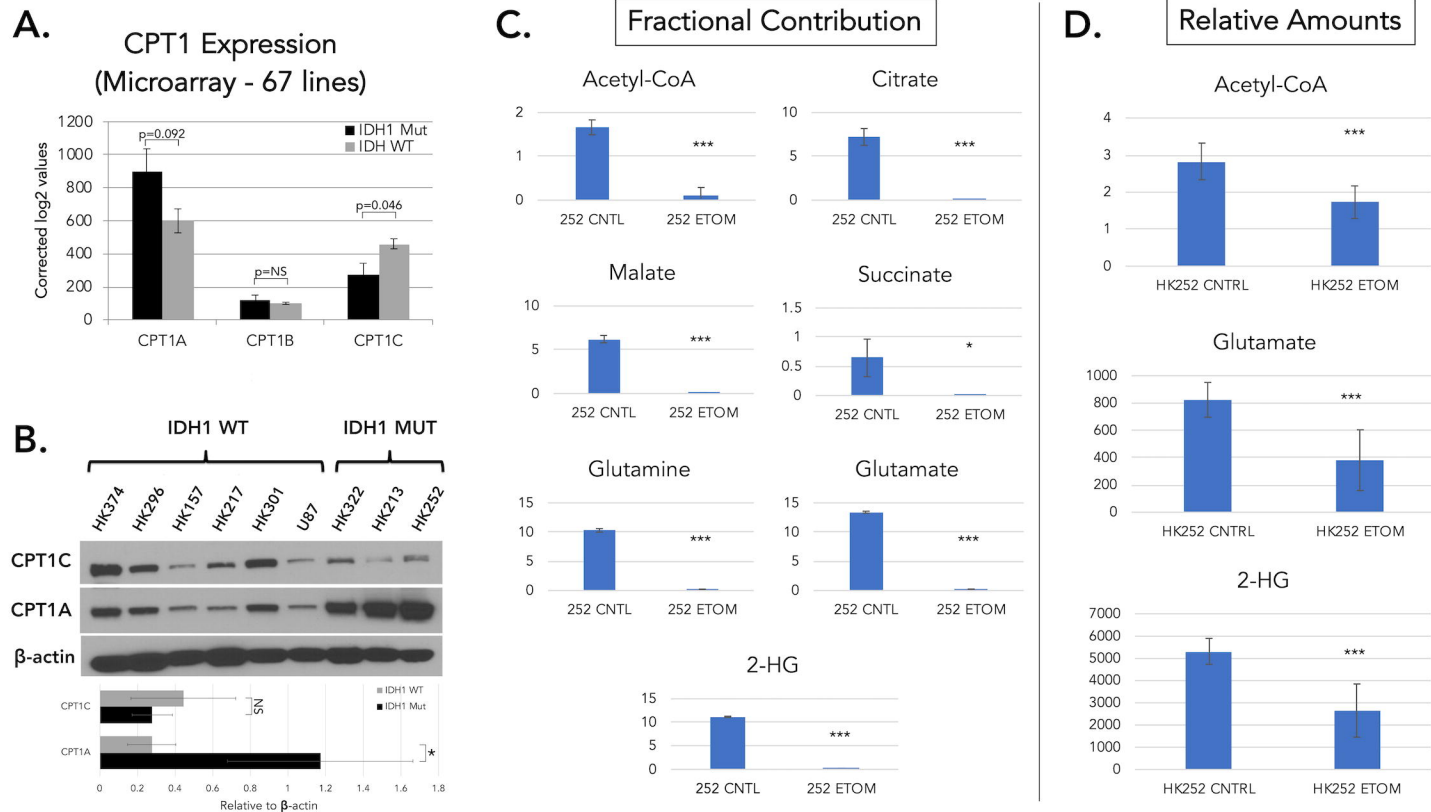 A.
CPT1 Expression
(Microarray - 67 lines)
Corrected log2 values
1200
1000
800
600
400
200
0
p=0.092
p=NS
p=0.046
IDH1 Mut
IDH WT
CPT1A
CPT1B
CPT1C
B.
IDH1 WT
IDH1 MUT
HK374
HK296
HK157
HK217
HK301
U87
HK322
HK213
HK252
CPT1C
CPT1A
β-actin
IDH1 WT
IDH1 Mut
CPT1C
NS
CPT1A
*
0 0.2 0.4 0.6 0.8 1 1.2 1.4 1.6 1.8
Relative to β-actin
C.
Fractional Contribution
Acetyl-CoA
2
1
0
***
252 CNTL 252 ETOM
Citrate
10
5
0
***
252 CNTL 252 ETOM
Malate
10
5
0
***
252 CNTL 252 ETOM
Succinate
1.5
1
0.5
0
*
252 CNTL 252 ETOM
Glutamine
15
10
5
0
***
252 CNTL 252 ETOM
Glutamate
15
10
5
0
***
252 CNTL 252 ETOM
2-HG
15
10
5
0
***
252 CNTL 252 ETOM
D.
Relative Amounts
Acetyl-CoA
4
3
2
1
0
***
HK252 CNTRL HK252 ETOM
Glutamate
1000
800
600
400
200
0
***
HK252 CNTRL HK252 ETOM
2-HG
7000
6000
5000
4000
3000
2000
1000
0
***
HK252 CNTRL HK252 ETOM